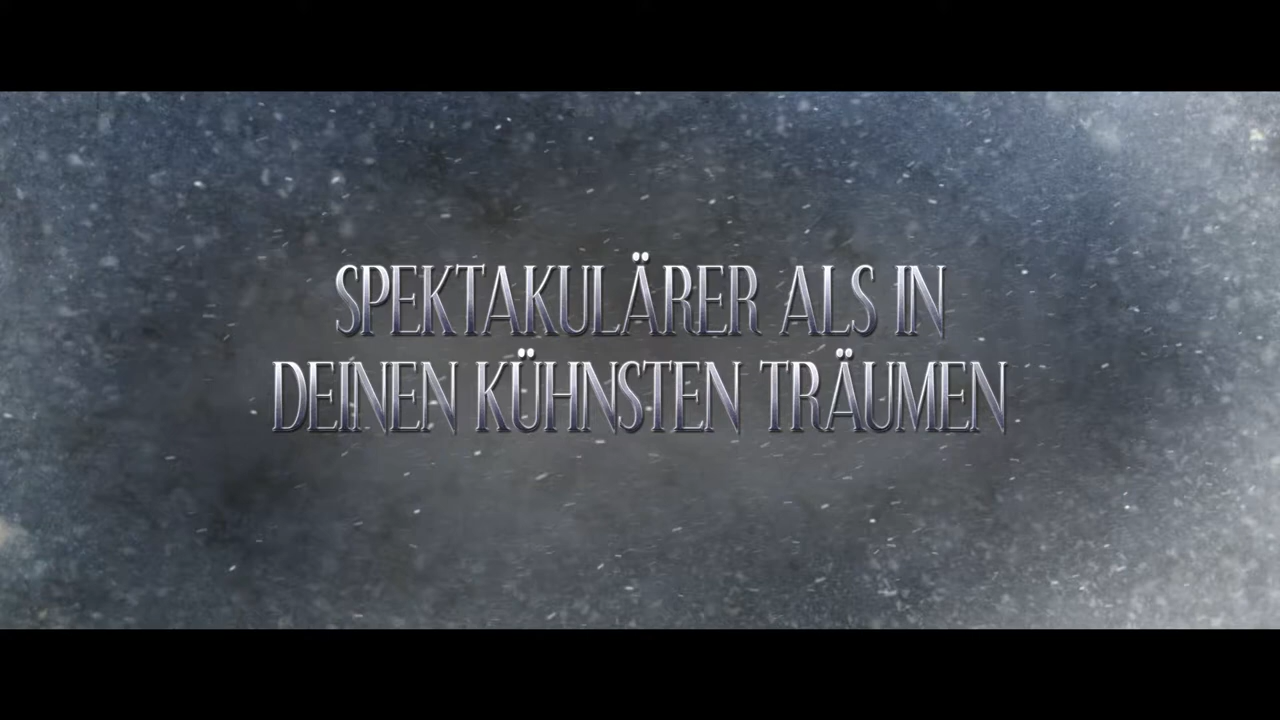 SPEKTAKULÄRER ALS IN
DEINEN KÜHNSTEN TRÄUMEN